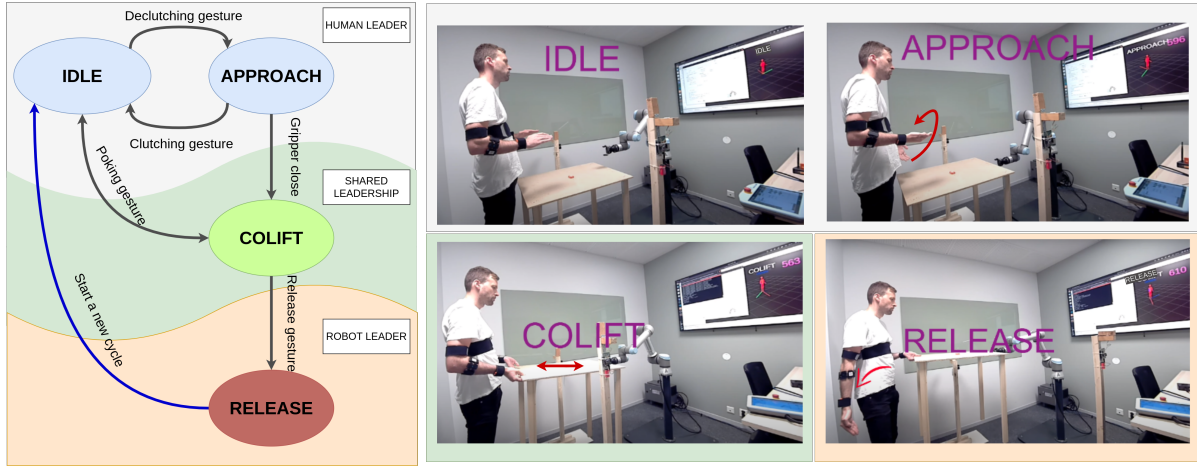 Declutching gesture
HUMAN LEADER
IDLE
APPROACH
Clutching gesture
Gripper close
Poking gesture
SHARED
LEADERSHIP
COLIFT
Start a new cycle
Release gesture
ROBOT LEADER
RELEASE
IDLE
IDLE
APPROACH
APPROACH 596
COLIFT
COLIFT 563
RELEASE
RELEASE 610